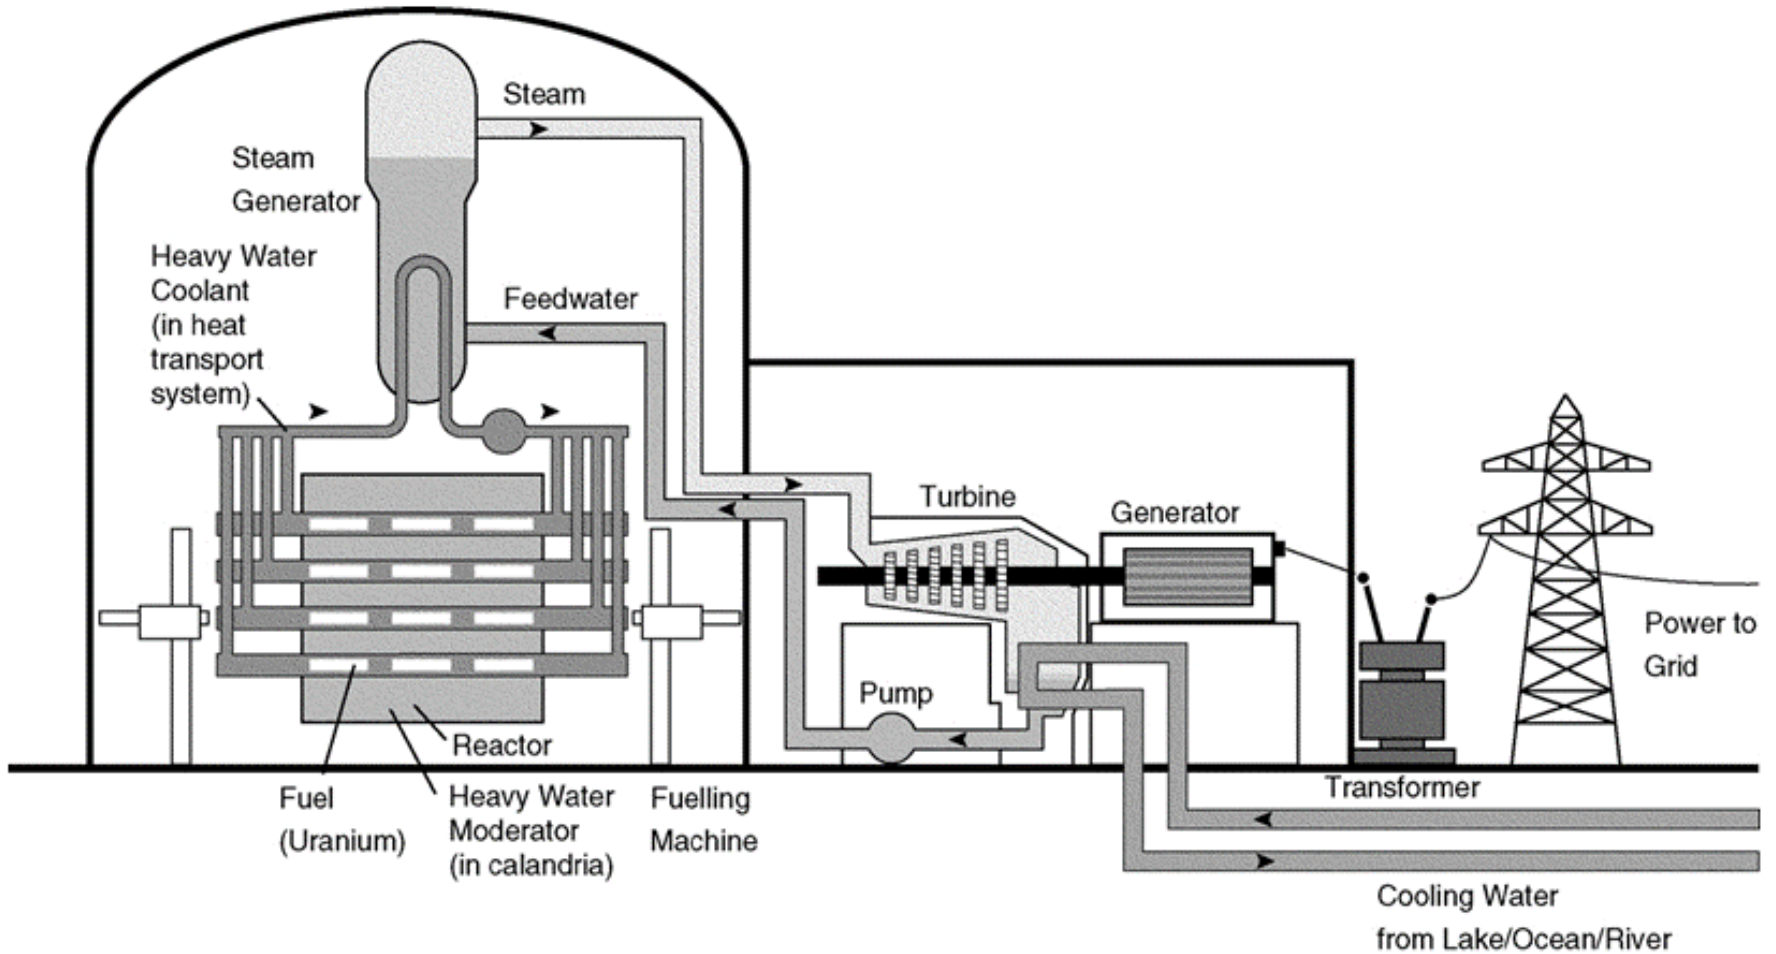 Steam
Steam
Generator
Heavy Water
Coolant
(in heat
transport
system)
Feedwater
Turbine
Generator
Pump
Power to
Grid
Reactor
Fuel
(Uranium)
Heavy Water
Moderator
(in calandria)
Fuelling
Machine
Transformer
Cooling Water
from Lake/Ocean/River